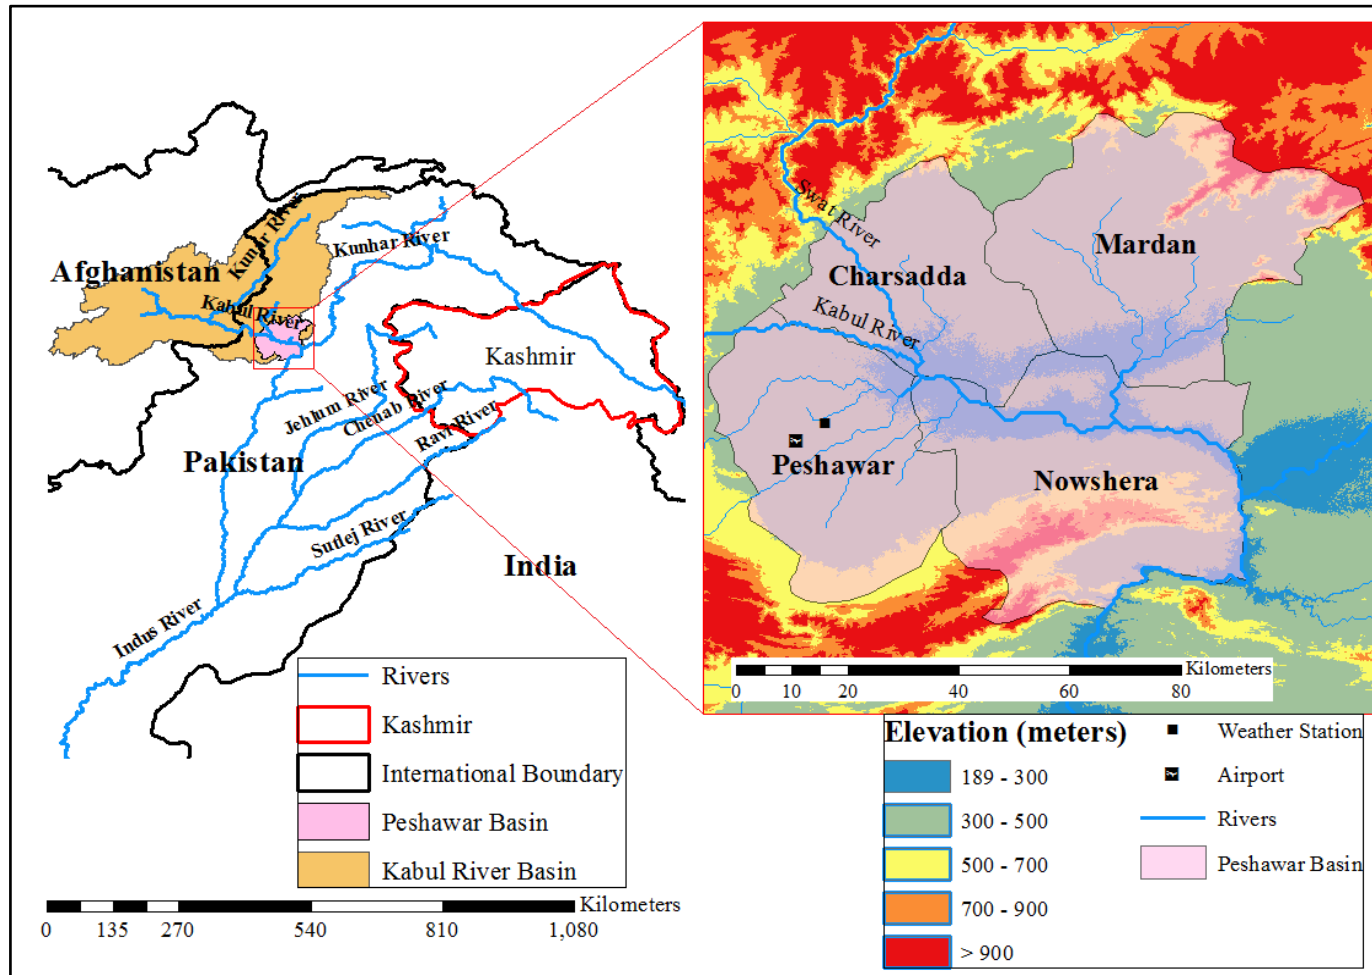 Afghanistan
Kunar River
Kunhar River
Kabul River
Kashmir
Jehlum River
Chenab River
Ravi River
Pakistan
Sutlej River
India
Indus River
Rivers
Kashmir
International Boundary
Peshawar Basin
Kabul River Basin
Kilometers
0 135 270 540 810 1,080
Swat River
Charsadda
Mardan
Kabul River
Peshawar
Nowshera
Kilometers
0 10 20 40 60 80
Elevation (meters)
189 - 300
300 - 500
500 - 700
700 - 900
> 900
Weather Station
Airport
Rivers
Peshawar Basin